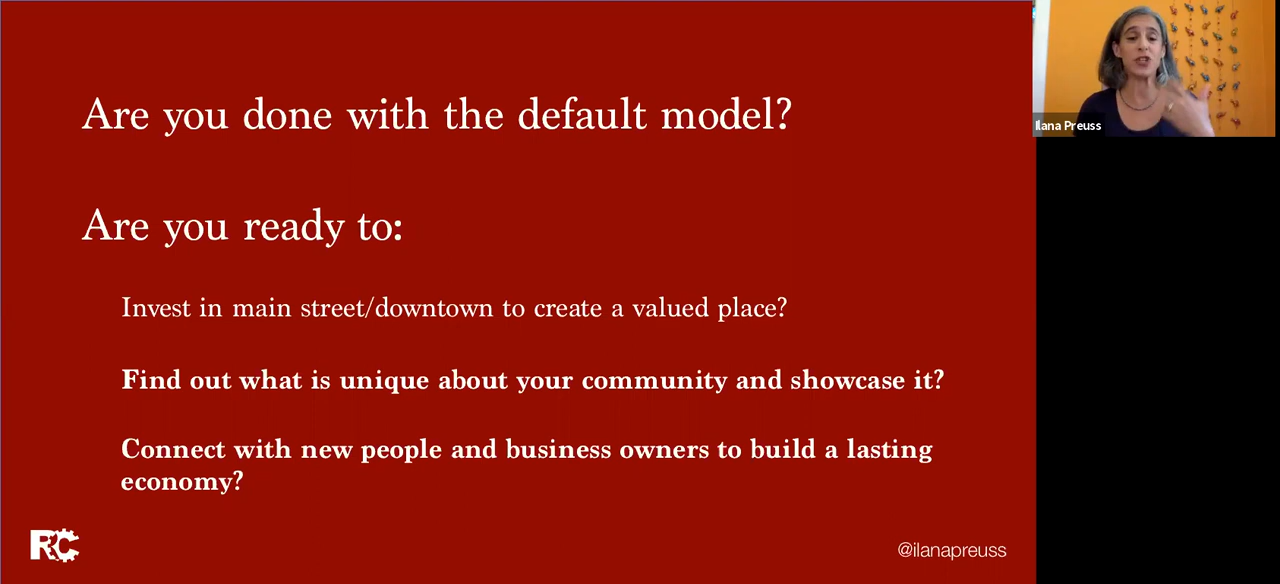 Are you done with the default model?
Are you ready to:
Invest in main street/downtown to create a valued place?
Find out what is unique about your community and showcase it?
Connect with new people and business owners to build a lasting
economy?
RC
@ilanapreuss
Ilana Preuss